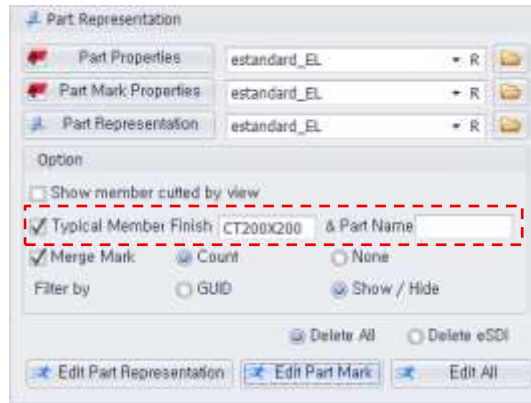 Part Representation
Part Properties estandard_EL R
Part Mark Properties estandard_EL R
Part Representation estandard_EL R
Option
Show member cutted by view
Typical Member Finish CT200X200 & Part Name
Merge Mark Count None
Filter by GUID Show / Hide
Delete All Delete eSDI
Edit Part Representation Edit Part Mark Edit All